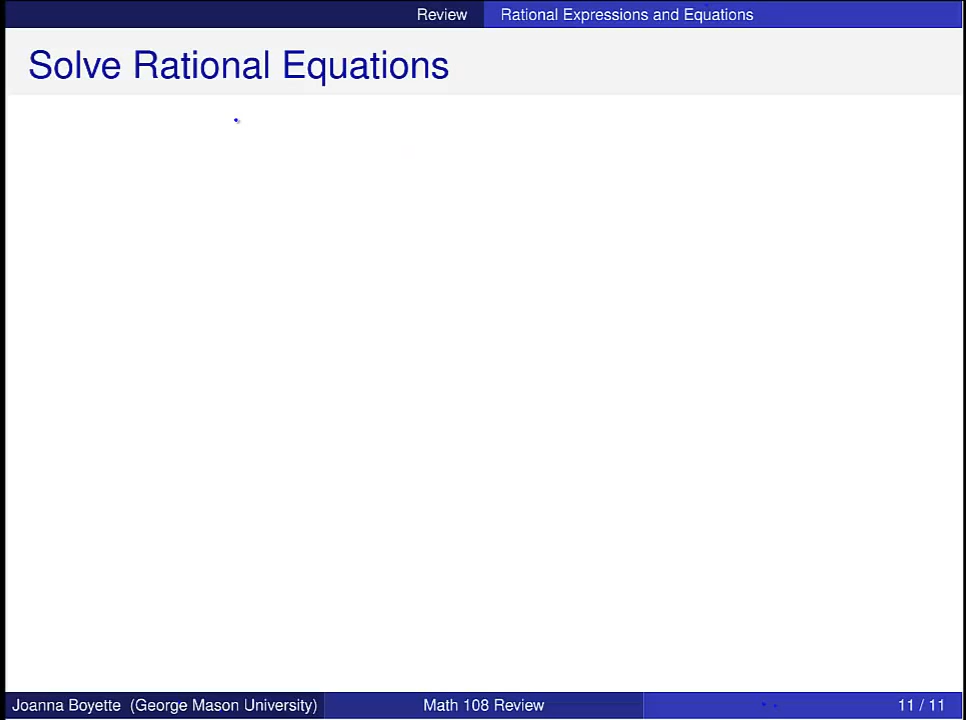 Review Rational Expressions and Equations
Solve Rational Equations
Joanna Boyette (George Mason University) Math 108 Review 11 / 11